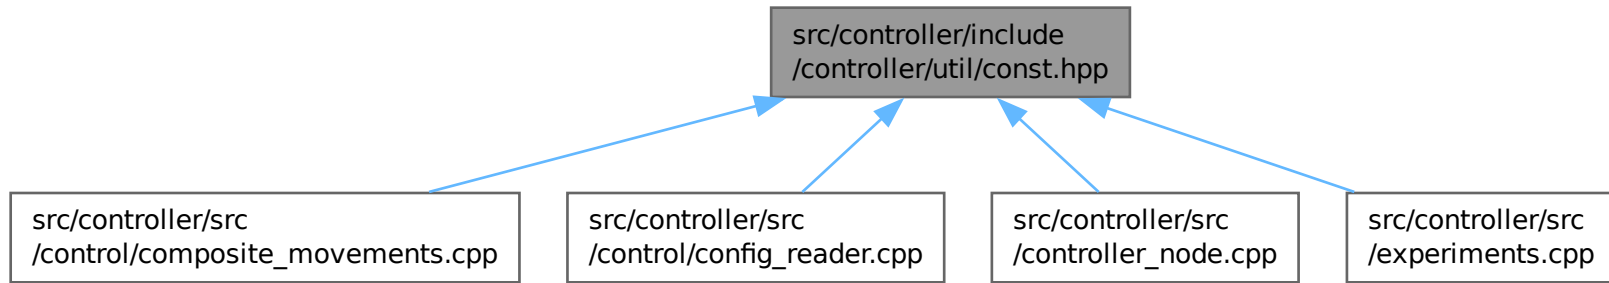 src/controller/include
/controller/util/const.hpp
src/controller/src
/control/composite_movements.cpp
src/controller/src
/control/config_reader.cpp
src/controller/src
/controller_node.cpp
src/controller/src
/experiments.cpp